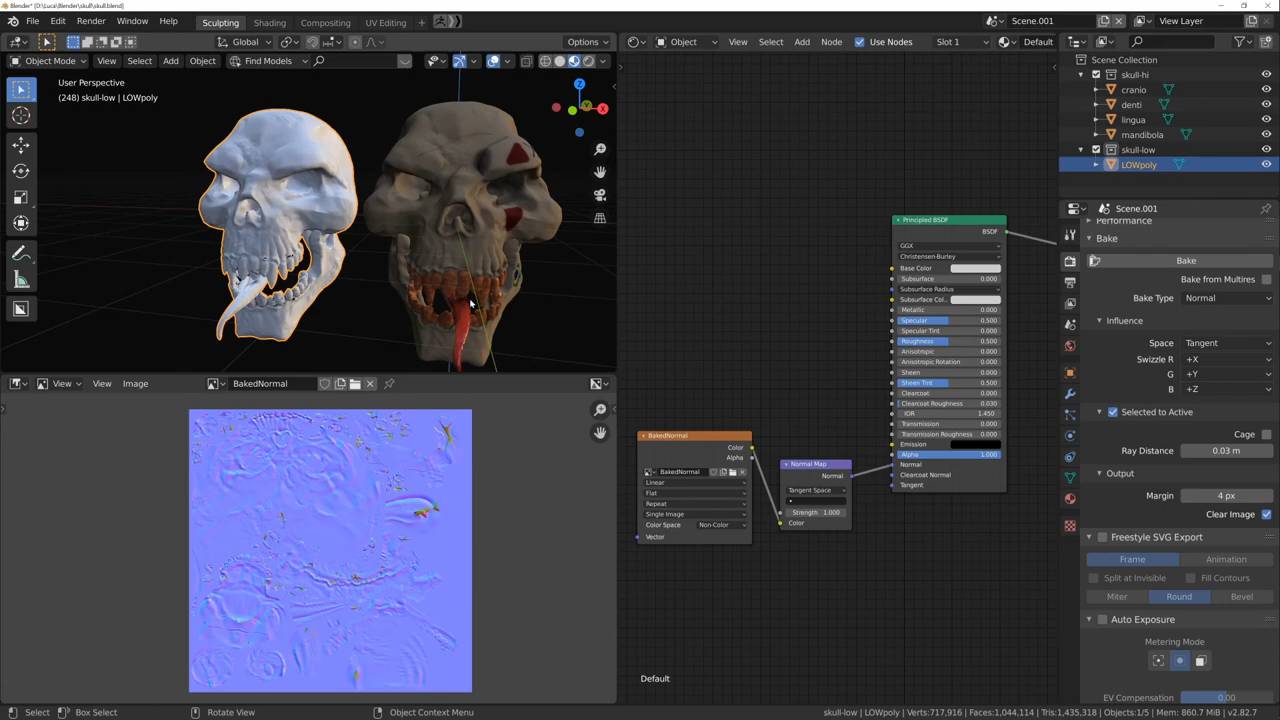 Blender* [D:\Luca\Blender\skull\skull.blend]
File Edit Render Window Help Sculpting Shading Compositing UV Editing
Scene.001 View Layer
Global Options
Object View Select Add Node Use Nodes Slot 1 Default
Object Mode View Select Add Object Find Models
User Perspective
(248) skull-low | LOWpoly
Z
Y
X
Scene Collection
skull-hi
cranio
denti
lingua
mandibola
skull-low
LOWpoly
Scene.001
Performance
Bake
Bake
Bake from Multires
Bake Type Normal
Influence
Space Tangent
Swizzle R +X
G +Y
B +Z
Selected to Active
Cage
Ray Distance 0.03 m
Output
Margin 4 px
Clear Image
Freestyle SVG Export
Frame Animation
Split at Invisible Fill Contours
Miter Round Bevel
Auto Exposure
Metering Mode
EV Compensation 0.00
Principled BSDF
BSDF
GGX
Christensen-Burley
Base Color
Subsurface 0.000
Subsurface Radius
Subsurface Col..
Metallic 0.000
Specular 0.500
Specular Tint 0.000
Roughness 0.500
Anisotropic 0.000
Anisotropic Rotation 0.000
Sheen 0.000
Sheen Tint 0.500
Clearcoat 0.000
Clearcoat Roughness 0.030
IOR 1.450
Transmission 0.000
Transmission Roughness 0.000
Emission
Alpha 1.000
Normal
Clearcoat Normal
Tangent
BakedNormal
Color
Alpha
BakedNormal
Linear
Flat
Repeat
Single Image
Color Space Non-Color
Vector
Normal Map
Normal
Tangent Space
Strength 1.000
Color
View View Image BakedNormal
Default
Select Box Select Rotate View Object Context Menu
skull-low | LOWpoly | Verts:717,916 | Faces:1,044,114 | Tris:1,435,318 | Objects:1/5 | Mem: 860.7 MiB | v2.82.7